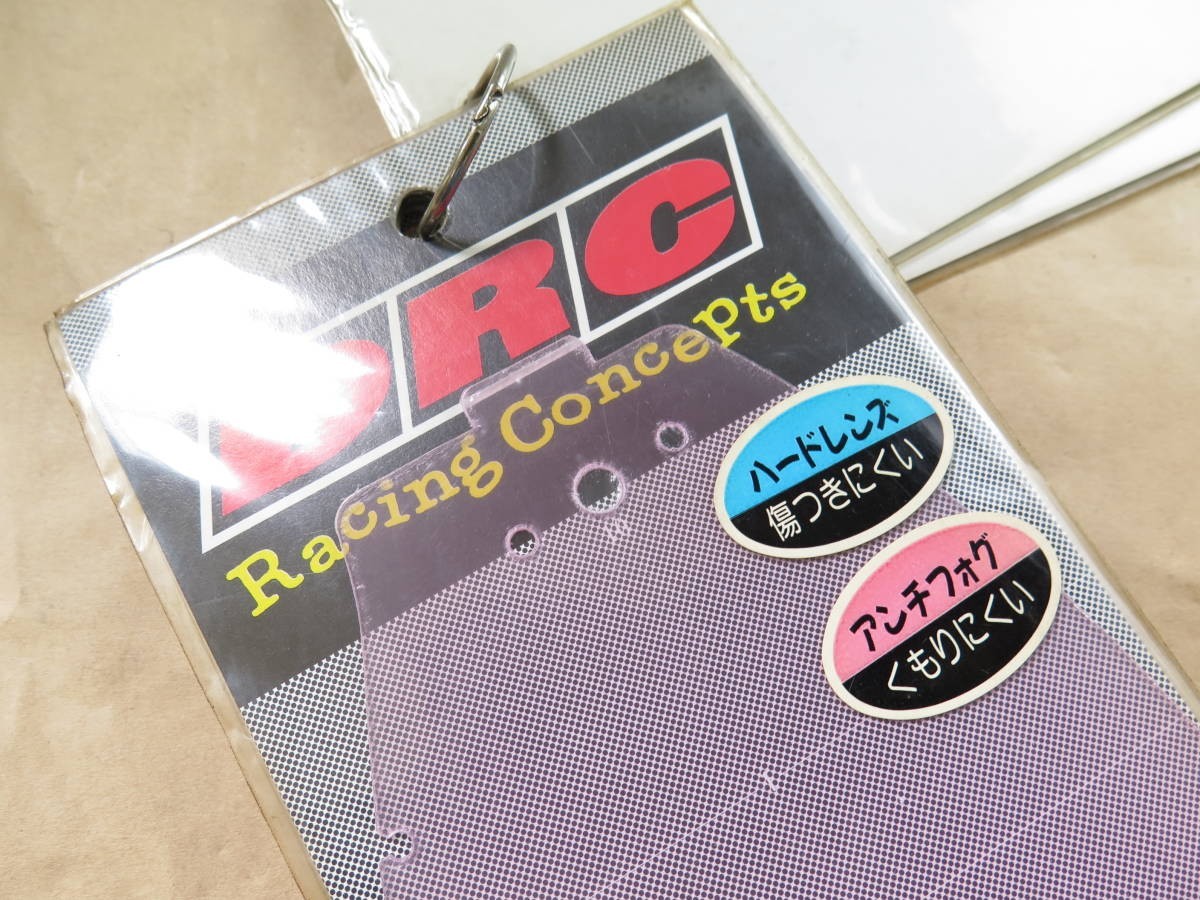 DRC
Racing Concepts
ハードレンズ
傷つきにくい
アンチフォグ
くもりにくい